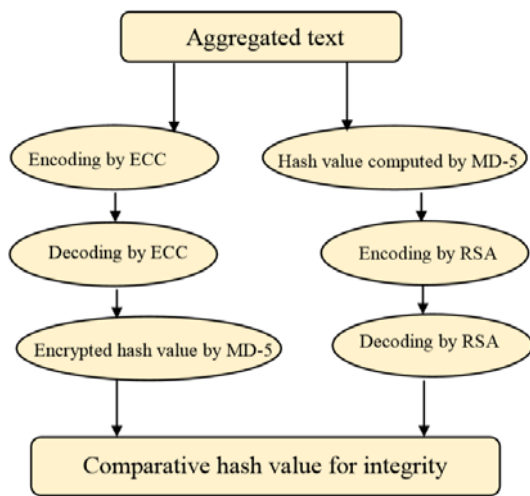 Aggregated text
Encoding by ECC
Hash value computed by MD-5
Decoding by ECC
Encoding by RSA
Encrypted hash value by MD-5
Decoding by RSA
Comparative hash value for integrity